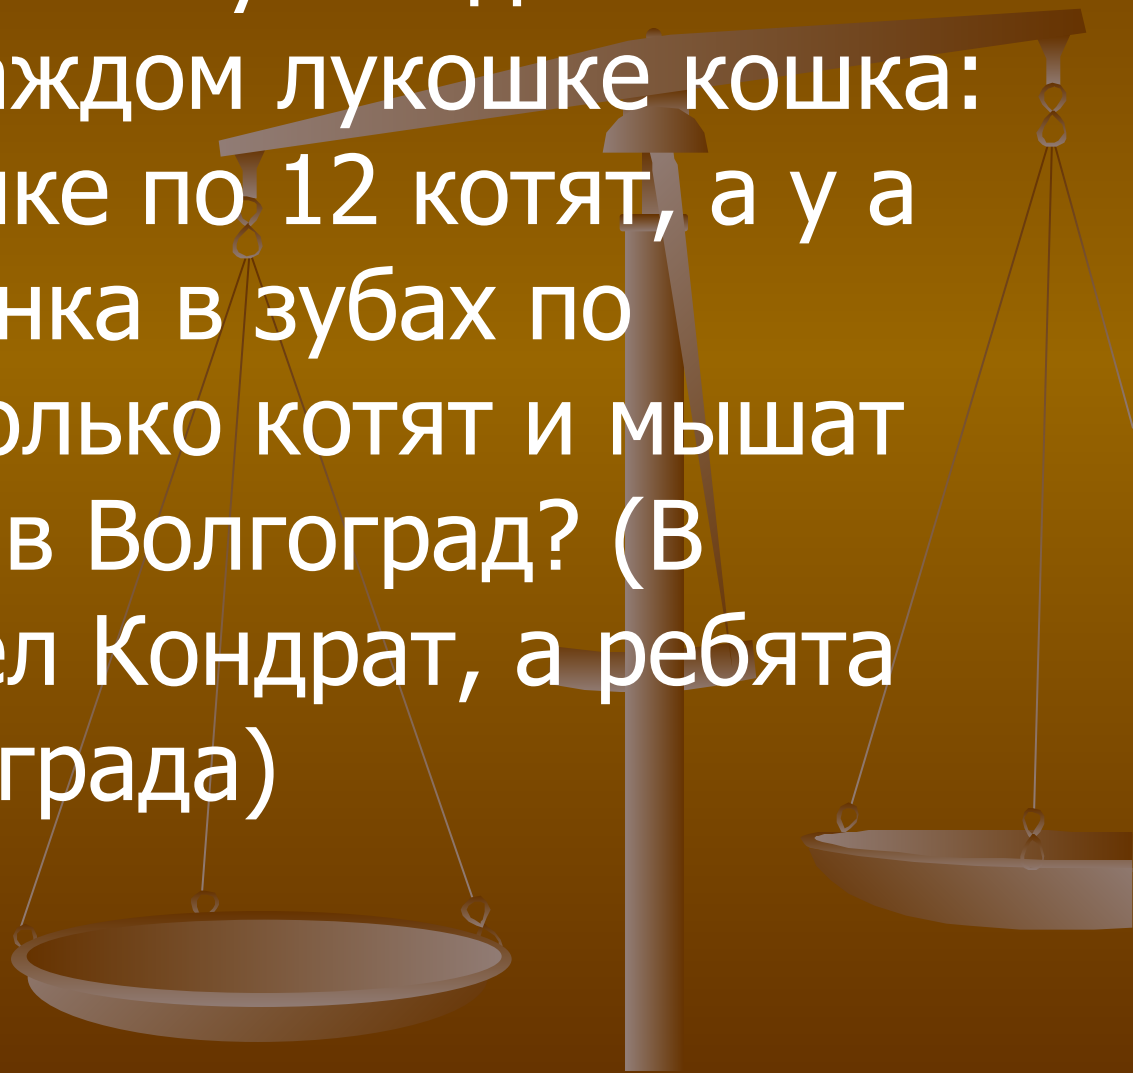 аждом лукошке кошка:
ке по 12 котят, а у а
нка в зубах по
олько котят и мышат
в Волгоград? (В
ел Кондрат, а ребята
града)